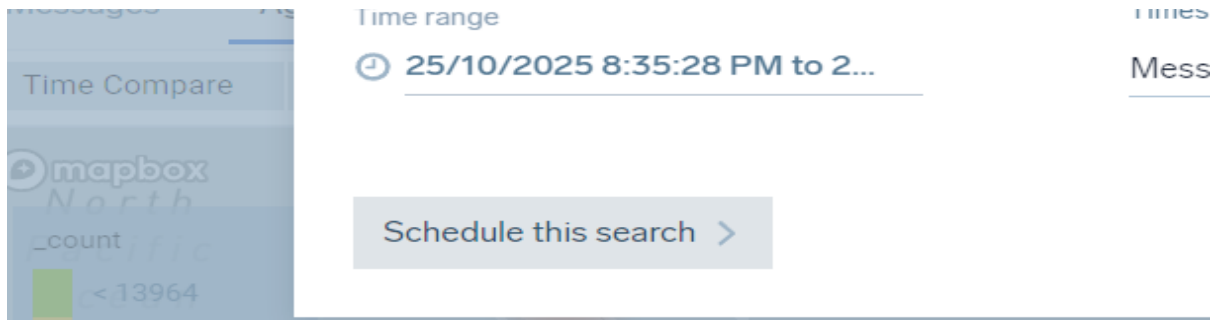 Messages
Time range
25/10/2025 8:35:28 PM to 2...
Mess
Time Compare
mapbox
North
Pacific
_count
< 13964
Schedule this search >